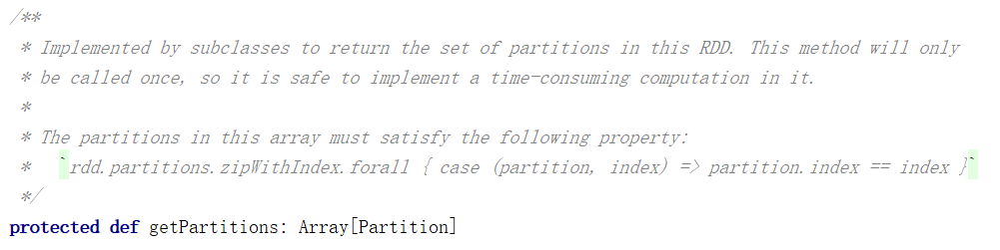 /**
 * Implemented by subclasses to return the set of partitions in this RDD. This method will only
 * be called once, so it is safe to implement a time-consuming computation in it.
 *
 * The partitions in this array must satisfy the following property:
 *   `rdd.partitions.zipWithIndex.forall { case (partition, index) => partition.index == index }`
 */
protected def getPartitions: Array[Partition]